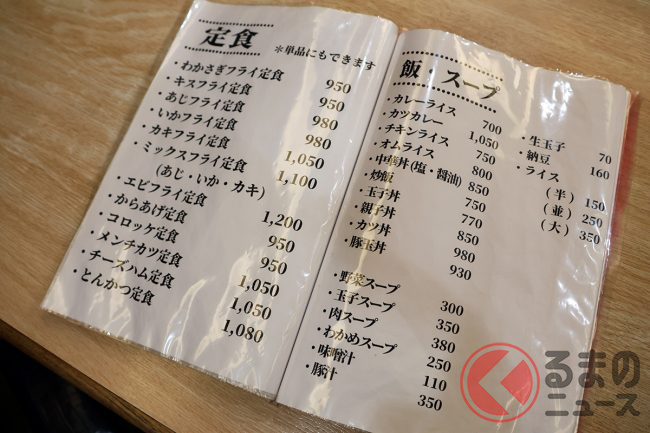 定食
*単品にもできます
・わかさぎフライ定食 950
・キスフライ定食 950
・あじフライ定食 980
・いかフライ定食 980
・カキフライ定食 1,050
・ミックスフライ定食 1,100
(あじ・いか・カキ)
・エビフライ定食 1,200
・からあげ定食 950
・コロッケ定食 950
・メンチカツ定食 1,050
・チーズハム定食 1,050
・とんかつ定食 1,080
飯・スープ
・カレーライス 700
・カツカレー 1,050
・チキンライス 750
・オムライス 800
・中華丼(塩・醤油) 850
・炒飯 750
・玉子丼 770
・親子丼 850
・カツ丼 980
・豚玉丼 930
・野菜スープ 300
・玉子スープ 350
・肉スープ 380
・わかめスープ 250
・味噌汁 110
・豚汁 350
・生玉子 70
・納豆 160
・ライス (半) 150
(並) 250
(大) 350
くるまの
ニュース